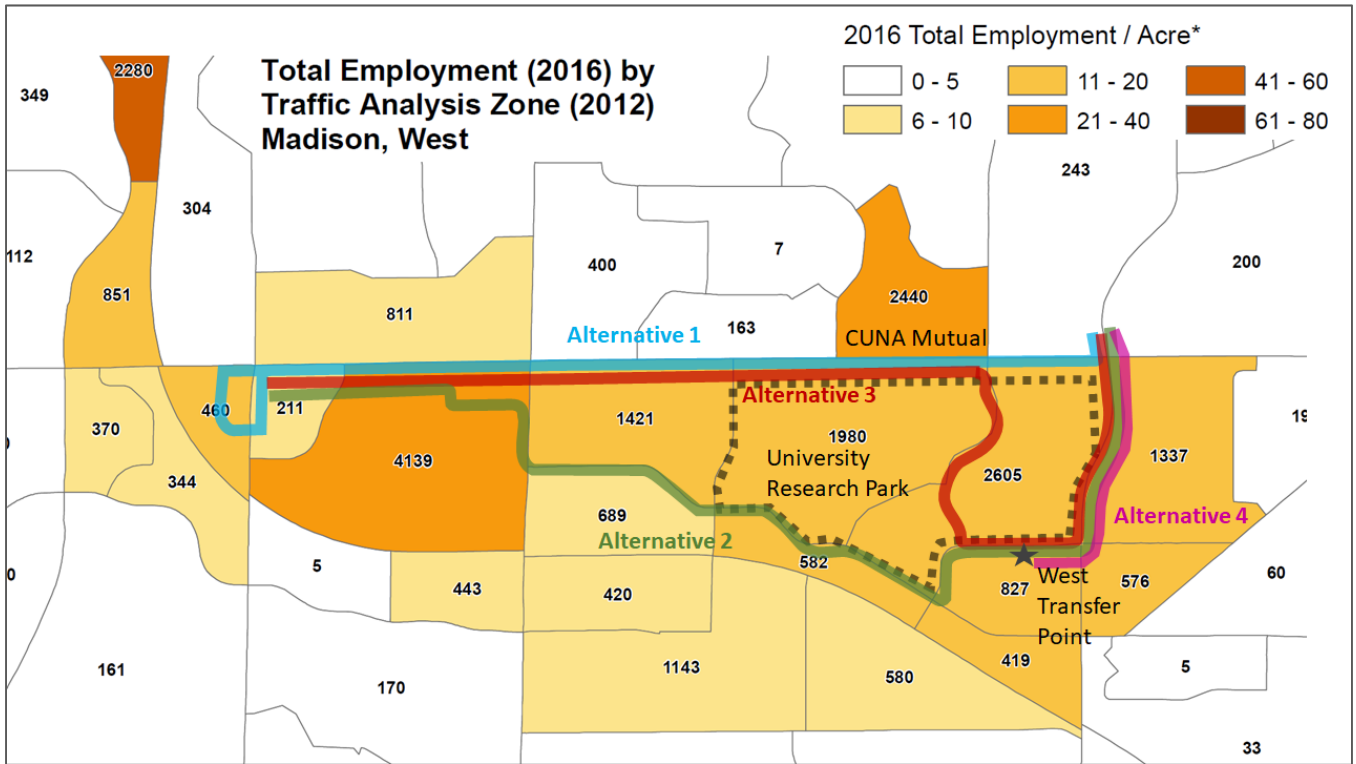 Total Employment (2016) by
Traffic Analysis Zone (2012)
Madison, West
2016 Total Employment / Acre*
0 - 5
11 - 20
41 - 60
6 - 10
21 - 40
61 - 80
2280
349
304
243
112
400
7
200
851
2440
811
163
Alternative 1
CUNA Mutual
460
211
Alternative 3
19
370
1421
1980
1337
344
4139
University
Research Park
2605
689
Alternative 4
Alternative 2
5
582
West
Transfer
Point
0
443
420
827
576
60
161
170
1143
580
419
5
33